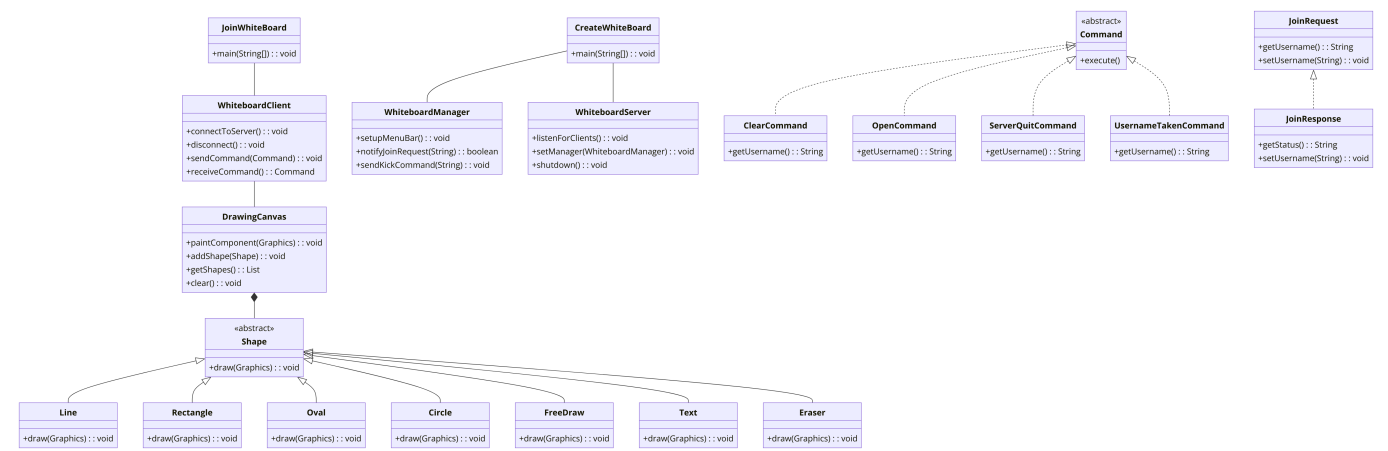 JoinWhiteBoard
+main(String[]) : : void
CreateWhiteBoard
+main(String[]) : : void
«abstract»
Command
+execute()
JoinRequest
+getUsername() : : String
+setUsername(String) : : void
WhiteboardClient
+connectToServer() : : void
+disconnect() : : void
+sendCommand(Command) : : void
+receiveCommand() : : Command
WhiteboardManager
+setupMenuBar() : : void
+notifyJoinRequest(String) : : boolean
+sendKickCommand(String) : : void
WhiteboardServer
+listenForClients() : : void
+setManager(WhiteboardManager) : : void
+shutdown() : : void
ClearCommand
+getUsername() : : String
OpenCommand
+getUsername() : : String
ServerQuitCommand
+getUsername() : : String
UsernameTakenCommand
+getUsername() : : String
JoinResponse
+getStatus() : : String
+setUsername(String) : : void
DrawingCanvas
+paintComponent(Graphics) : : void
+addShape(Shape) : : void
+getShapes() : : List
+clear() : : void
«abstract»
Shape
+draw(Graphics) : : void
Line
+draw(Graphics) : : void
Rectangle
+draw(Graphics) : : void
Oval
+draw(Graphics) : : void
Circle
+draw(Graphics) : : void
FreeDraw
+draw(Graphics) : : void
Text
+draw(Graphics) : : void
Eraser
+draw(Graphics) : : void